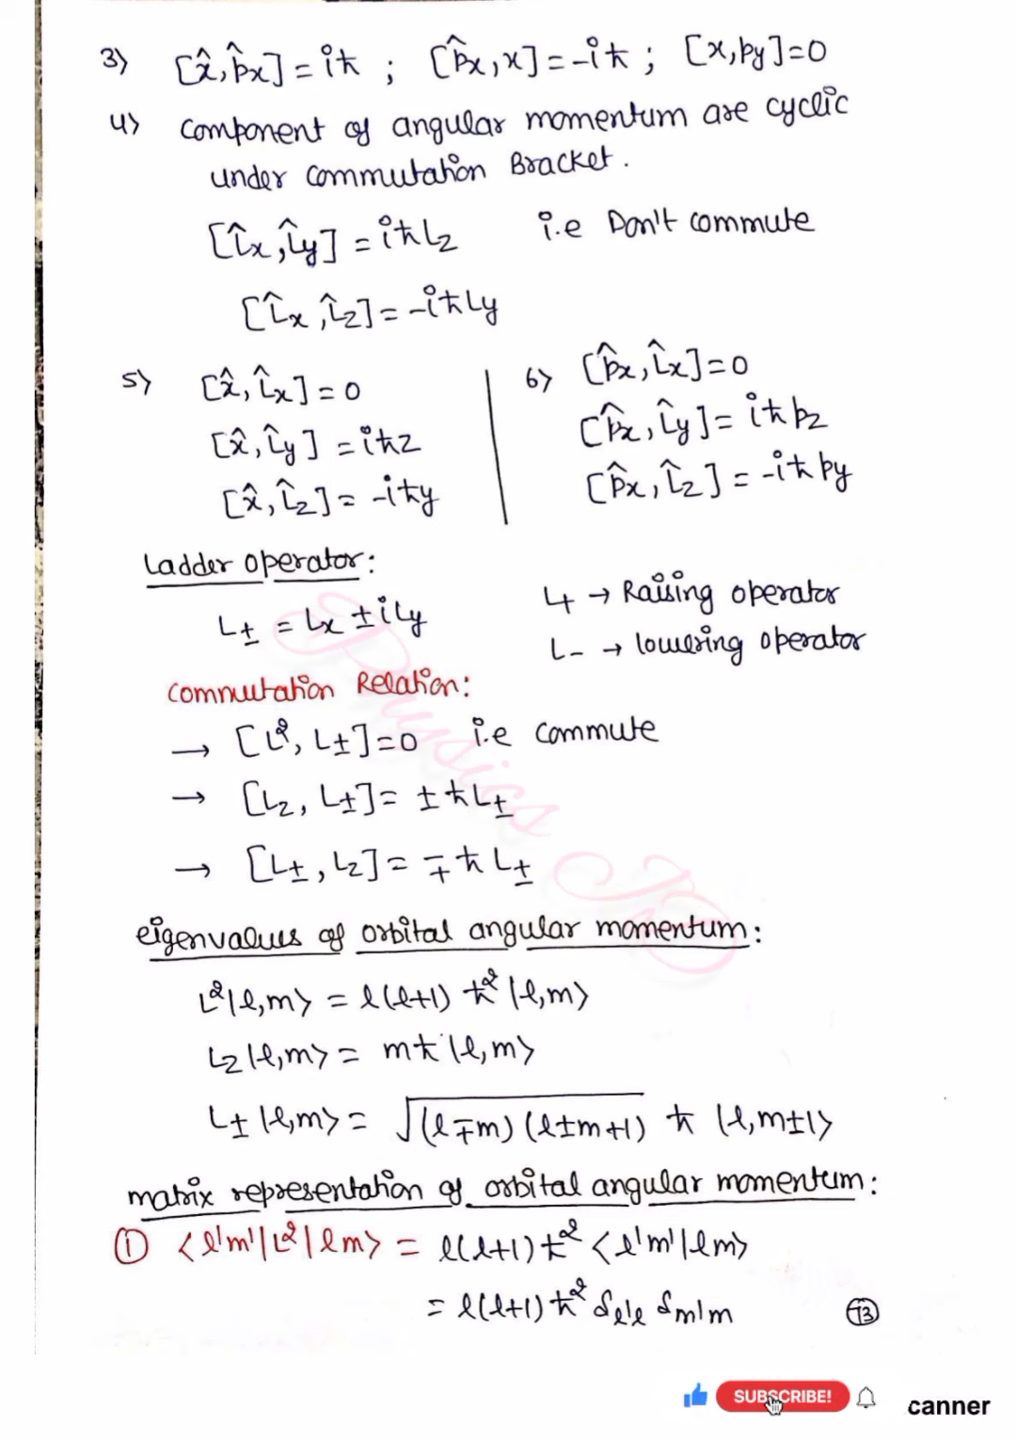 3) [x̂, p̂x] = iħ ; [p̂x, x] = -iħ ; [x, py] = 0
4) Component of angular momentum are cyclic
under commutation Bracket.
[L̂x, L̂y] = iħLz i.e Don't commute
[L̂x, L̂z] = -iħLy
5) [x̂, L̂x] = 0
[x̂, L̂y] = iħz
[x̂, L̂z] = -iħy
6) [p̂x, L̂x] = 0
[p̂x, L̂y] = iħpz
[p̂x, L̂z] = -iħpy
Ladder operator:
L± = Lx ± iLy
L+ → Raising operator
L- → lowering operator
Commutation Relation:
→ [L², L±] = 0 i.e commute
→ [Lz, L±] = ±ħL±
→ [L±, Lz] = ∓ħL±
eigenvalues of orbital angular momentum:
L²|l,m⟩ = l(l+1) ħ² |l,m⟩
Lz|l,m⟩ = mħ |l,m⟩
L± |l,m⟩ = √(l∓m)(l±m+1) ħ |l,m±1⟩
matrix representation of orbital angular momentum:
① ⟨l'm'|L²|lm⟩ = l(l+1)ħ² ⟨l'm'|lm⟩
= l(l+1)ħ² δl'l δm'm
73
Physics JD
SUBSCRIBE!
canner